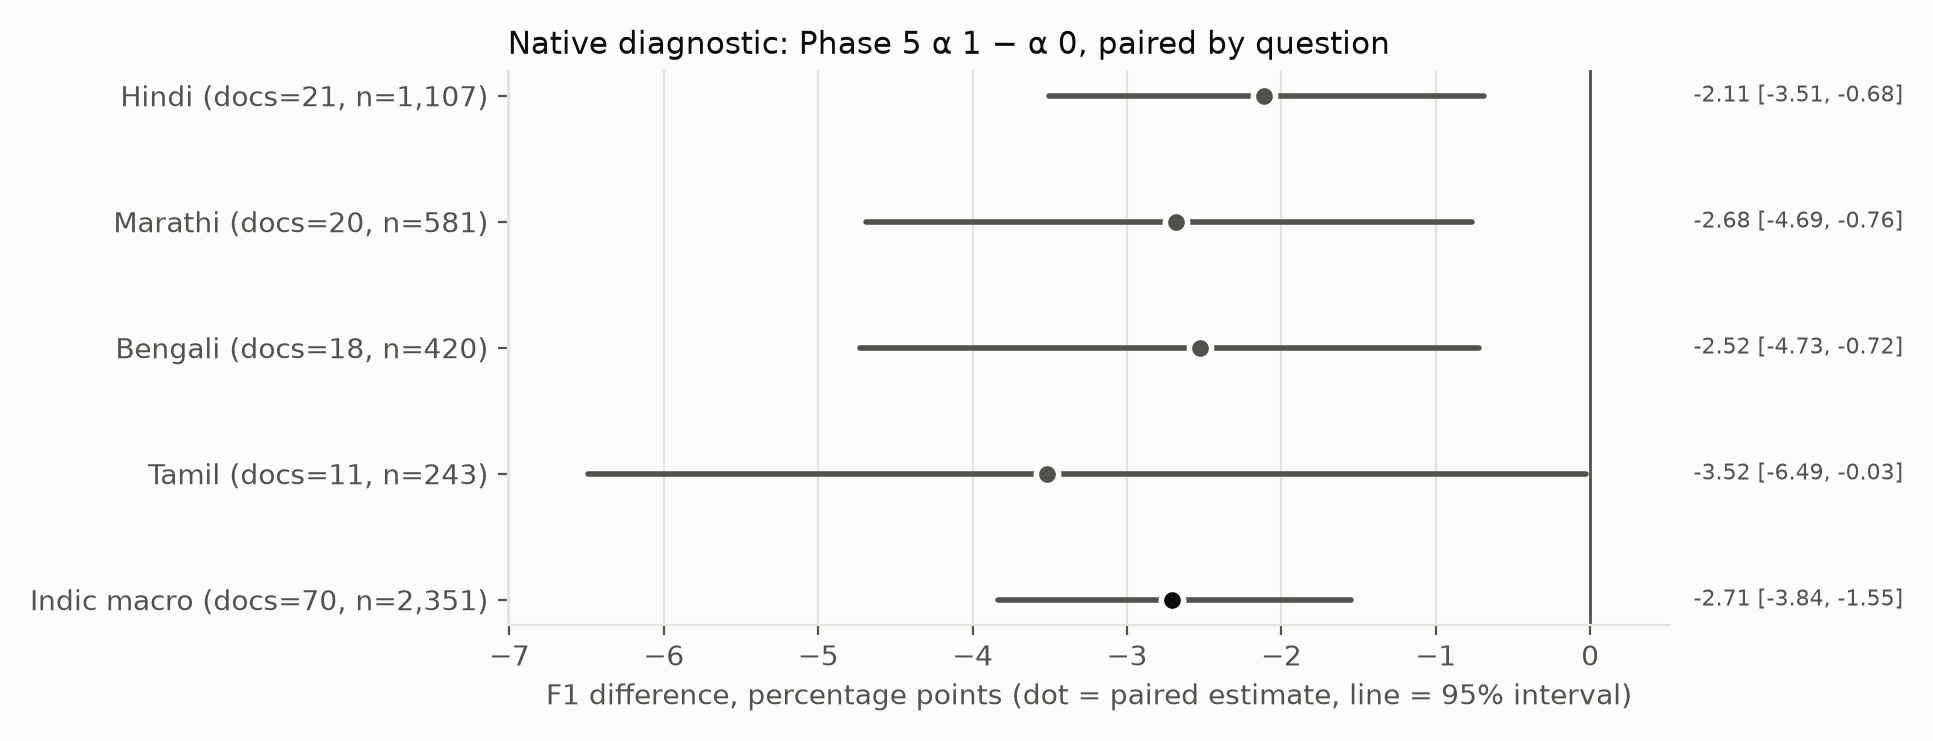 Native diagnostic: Phase 5 α 1 − α 0, paired by question
Hindi (docs=21, n=1,107) -2.11 [-3.51, -0.68]
Marathi (docs=20, n=581) -2.68 [-4.69, -0.76]
Bengali (docs=18, n=420) -2.52 [-4.73, -0.72]
Tamil (docs=11, n=243) -3.52 [-6.49, -0.03]
Indic macro (docs=70, n=2,351) -2.71 [-3.84, -1.55]
−7 −6 −5 −4 −3 −2 −1 0
F1 difference, percentage points (dot = paired estimate, line = 95% interval)